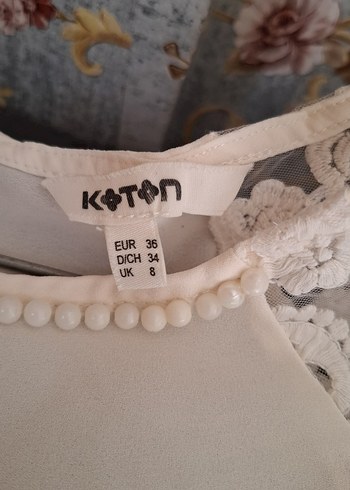 KOTON
EUR 36
D/CH 34
UK 8